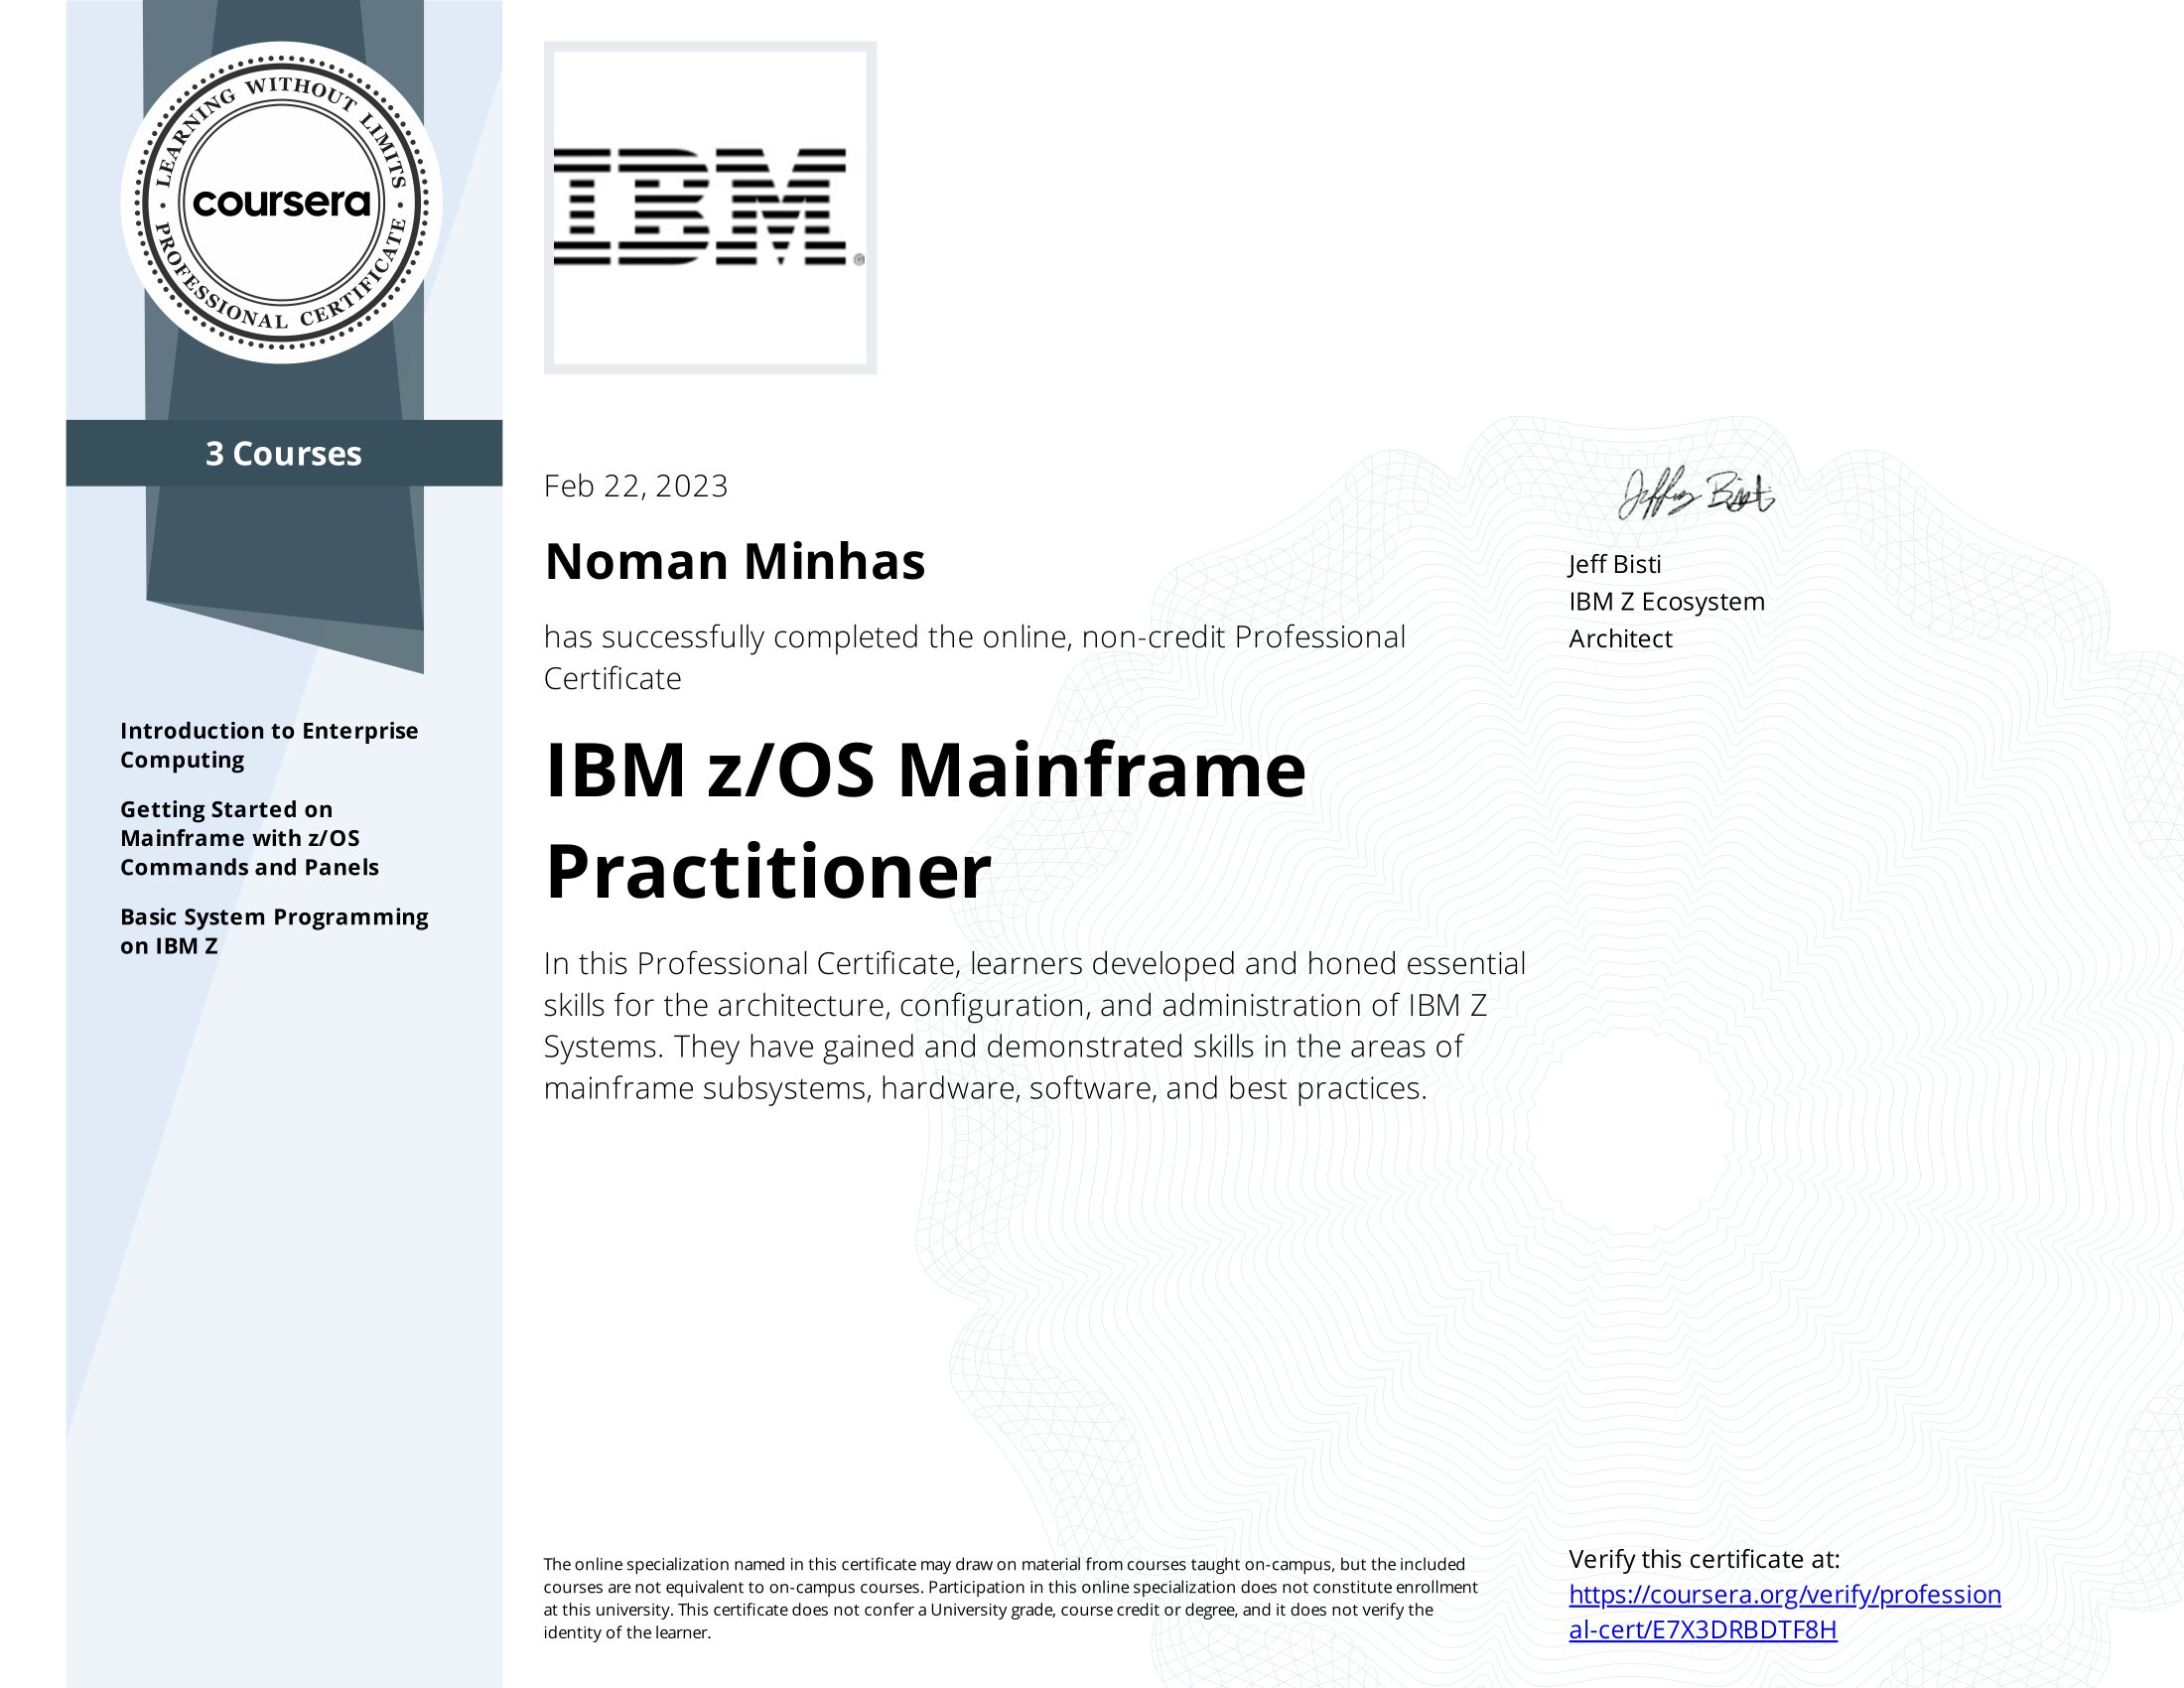 LEARNING WITHOUT LIMITS
coursera
PROFESSIONAL CERTIFICATE
3 Courses
Introduction to Enterprise
Computing
Getting Started on
Mainframe with z/OS
Commands and Panels
Basic System Programming
on IBM Z
IBM®
Feb 22, 2023
Noman Minhas
has successfully completed the online, non-credit Professional
Certificate
IBM z/OS Mainframe
Practitioner
In this Professional Certificate, learners developed and honed essential
skills for the architecture, configuration, and administration of IBM Z
Systems. They have gained and demonstrated skills in the areas of
mainframe subsystems, hardware, software, and best practices.
Jeffrey Bisti
Jeff Bisti
IBM Z Ecosystem
Architect
The online specialization named in this certificate may draw on material from courses taught on-campus, but the included
courses are not equivalent to on-campus courses. Participation in this online specialization does not constitute enrollment
at this university. This certificate does not confer a University grade, course credit or degree, and it does not verify the
identity of the learner.
Verify this certificate at:
https://coursera.org/verify/profession
al-cert/E7X3DRBDTF8H